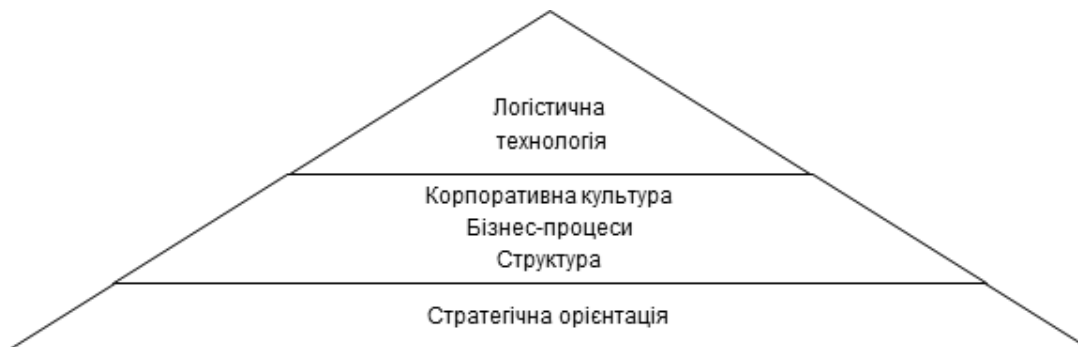 Логістична
технологія
Корпоративна культура
Бізнес-процеси
Структура
Стратегічна орієнтація